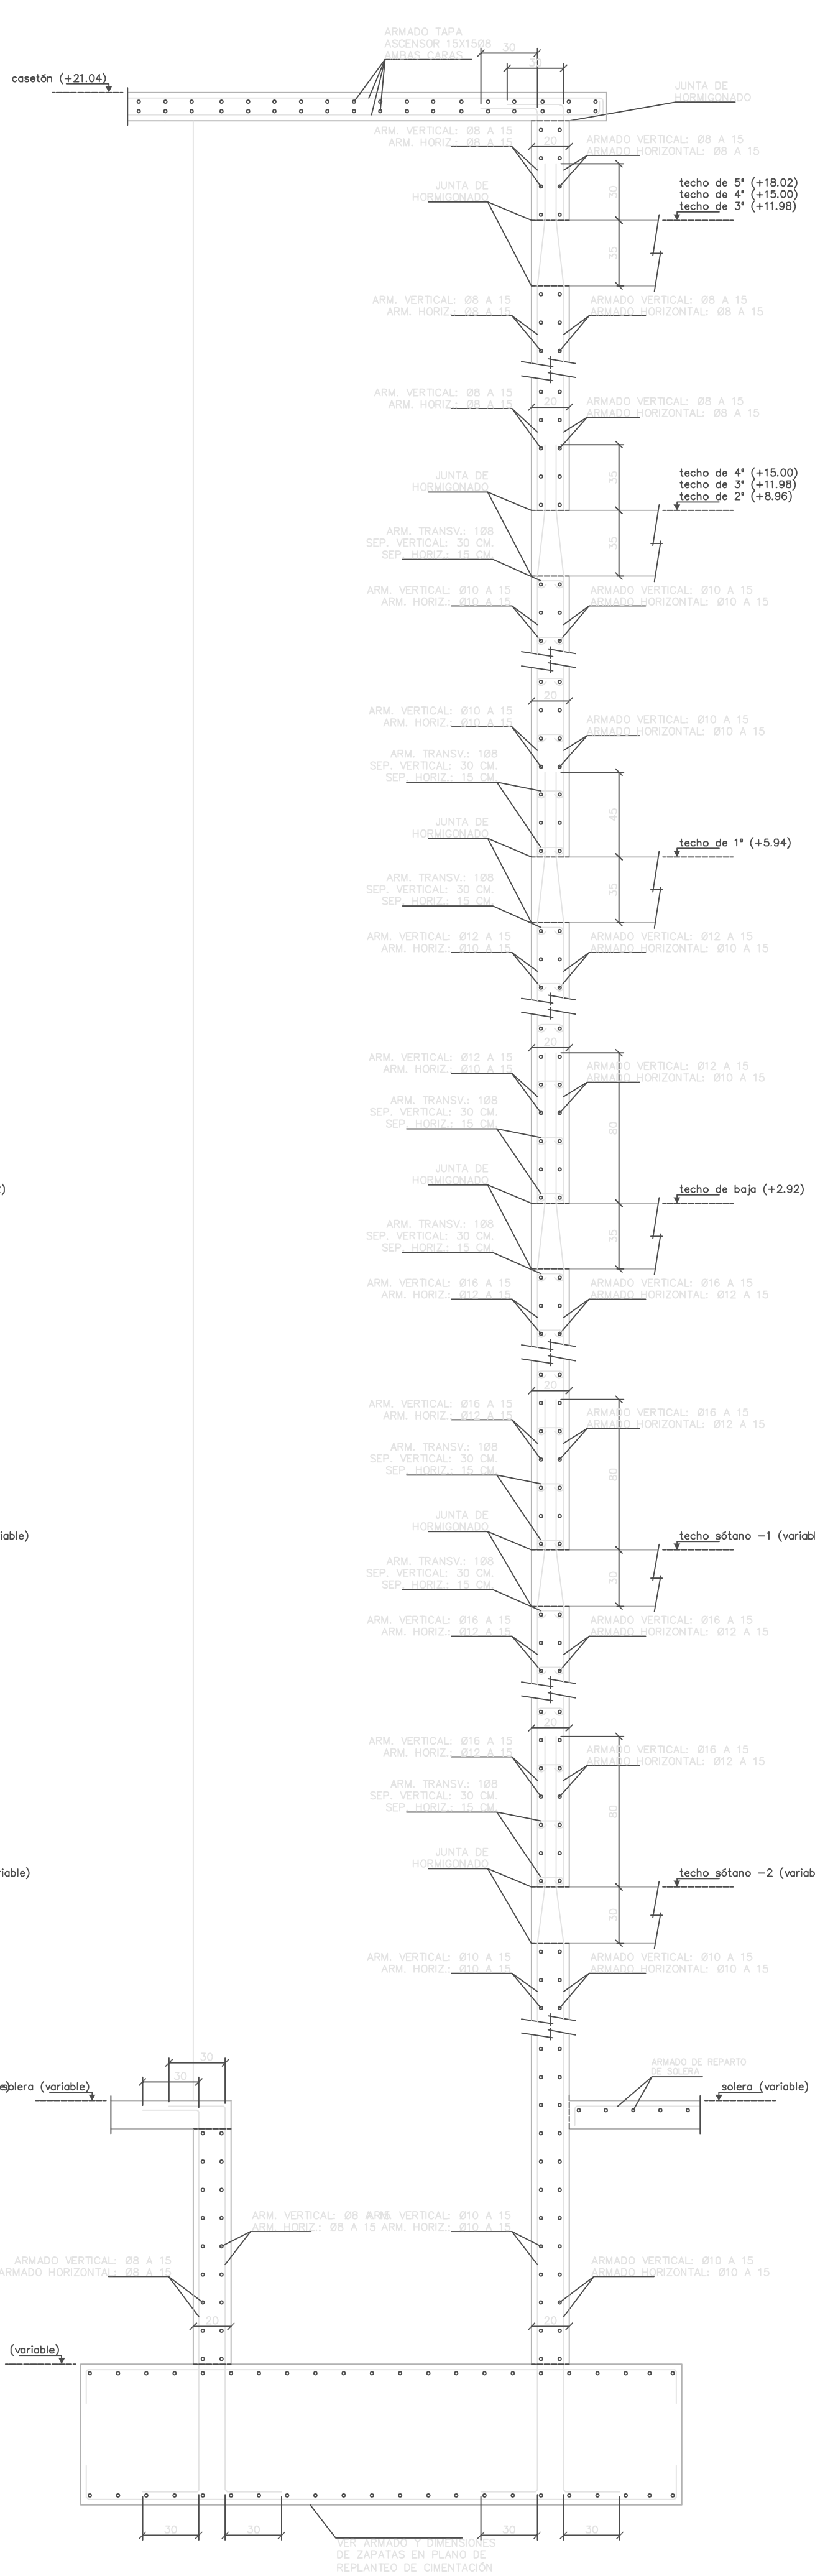 ARMADO TAPA
ASCENSOR 15X15Ø8
AMBAS CARAS
30
30
casetón (+21.04)
JUNTA DE
HORMIGONADO
ARM. VERTICAL: Ø8 A 15
ARM. HORIZ.: Ø8 A 15
20
ARMADO VERTICAL: Ø8 A 15
ARMADO HORIZONTAL: Ø8 A 15
JUNTA DE
HORMIGONADO
30
techo de 5ª (+18.02)
techo de 4ª (+15.00)
techo de 3ª (+11.98)
35
ARM. VERTICAL: Ø8 A 15
ARM. HORIZ.: Ø8 A 15
ARMADO VERTICAL: Ø8 A 15
ARMADO HORIZONTAL: Ø8 A 15
ARM. VERTICAL: Ø8 A 15
ARM. HORIZ.: Ø8 A 15
20
ARMADO VERTICAL: Ø8 A 15
ARMADO HORIZONTAL: Ø8 A 15
JUNTA DE
HORMIGONADO
35
techo de 4ª (+15.00)
techo de 3ª (+11.98)
techo de 2ª (+8.96)
ARM. TRANSV.: 1Ø8
SEP. VERTICAL: 30 CM.
SEP. HORIZ.: 15 CM.
35
ARM. VERTICAL: Ø10 A 15
ARM. HORIZ.: Ø10 A 15
ARMADO VERTICAL: Ø10 A 15
ARMADO HORIZONTAL: Ø10 A 15
20
ARM. VERTICAL: Ø10 A 15
ARM. HORIZ.: Ø10 A 15
ARMADO VERTICAL: Ø10 A 15
ARMADO HORIZONTAL: Ø10 A 15
ARM. TRANSV.: 1Ø8
SEP. VERTICAL: 30 CM.
SEP. HORIZ.: 15 CM.
45
JUNTA DE
HORMIGONADO
techo de 1ª (+5.94)
ARM. TRANSV.: 1Ø8
SEP. VERTICAL: 30 CM.
SEP. HORIZ.: 15 CM.
35
ARM. VERTICAL: Ø12 A 15
ARM. HORIZ.: Ø10 A 15
ARMADO VERTICAL: Ø12 A 15
ARMADO HORIZONTAL: Ø10 A 15
20
ARM. VERTICAL: Ø12 A 15
ARM. HORIZ.: Ø10 A 15
ARMADO VERTICAL: Ø12 A 15
ARMADO HORIZONTAL: Ø10 A 15
ARM. TRANSV.: 1Ø8
SEP. VERTICAL: 30 CM.
SEP. HORIZ.: 15 CM.
80
JUNTA DE
HORMIGONADO
techo de baja (+2.92)
ARM. TRANSV.: 1Ø8
SEP. VERTICAL: 30 CM.
SEP. HORIZ.: 15 CM.
35
ARM. VERTICAL: Ø16 A 15
ARM. HORIZ.: Ø12 A 15
ARMADO VERTICAL: Ø16 A 15
ARMADO HORIZONTAL: Ø12 A 15
20
ARM. VERTICAL: Ø16 A 15
ARM. HORIZ.: Ø12 A 15
ARMADO VERTICAL: Ø16 A 15
ARMADO HORIZONTAL: Ø12 A 15
ARM. TRANSV.: 1Ø8
SEP. VERTICAL: 30 CM.
SEP. HORIZ.: 15 CM.
80
JUNTA DE
HORMIGONADO
iable)
techo sótano -1 (variabl
ARM. TRANSV.: 1Ø8
SEP. VERTICAL: 30 CM.
SEP. HORIZ.: 15 CM.
30
ARM. VERTICAL: Ø16 A 15
ARM. HORIZ.: Ø12 A 15
ARMADO VERTICAL: Ø16 A 15
ARMADO HORIZONTAL: Ø12 A 15
20
ARM. VERTICAL: Ø16 A 15
ARM. HORIZ.: Ø12 A 15
ARMADO VERTICAL: Ø16 A 15
ARMADO HORIZONTAL: Ø12 A 15
ARM. TRANSV.: 1Ø8
SEP. VERTICAL: 30 CM.
SEP. HORIZ.: 15 CM.
80
JUNTA DE
HORMIGONADO
riable)
techo sótano -2 (variab
30
ARM. VERTICAL: Ø10 A 15
ARM. HORIZ.: Ø10 A 15
ARMADO VERTICAL: Ø10 A 15
ARMADO HORIZONTAL: Ø10 A 15
30
30
ARMADO DE REPARTO
DE SOLERA
solera (variable)
solera (variable)
ARM. VERTICAL: Ø8 A 15
ARM. HORIZ.: Ø8 A 15
ARM. VERTICAL: Ø10 A 15
ARM. HORIZ.: Ø10 A 15
ARMADO VERTICAL: Ø8 A 15
ARMADO HORIZONTAL: Ø8 A 15
ARMADO VERTICAL: Ø10 A 15
ARMADO HORIZONTAL: Ø10 A 15
20
20
(variable)
30
30
30
30
VER ARMADO Y DIMENSIONES
DE ZAPATAS EN PLANO DE
REPLANTEO DE CIMENTACIÓN